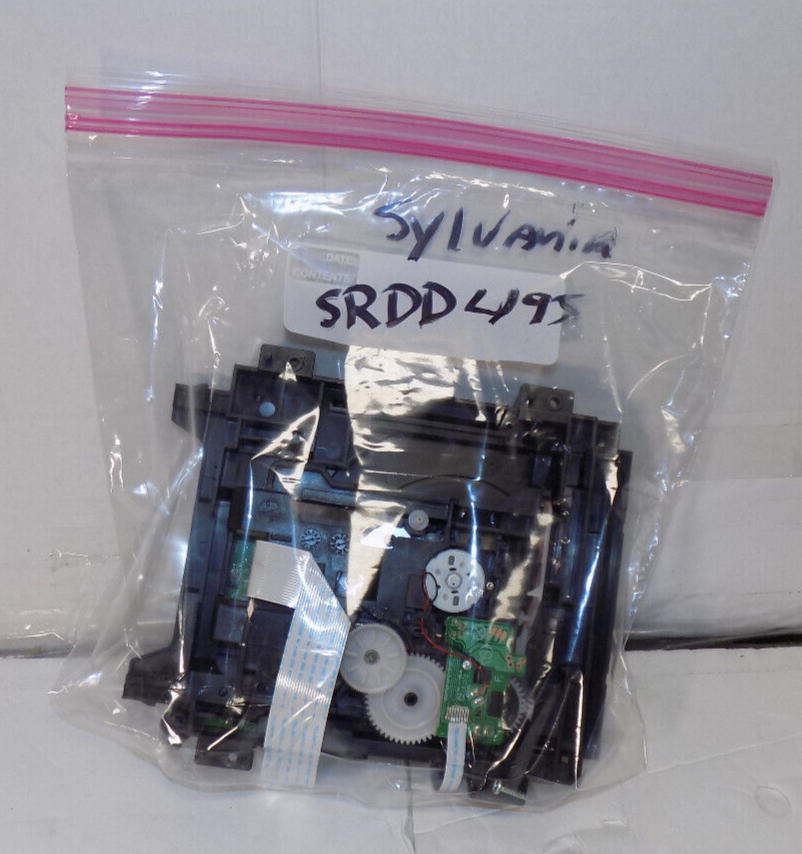 SYLVANIA
DATE:
CONTENTS:
SRDD495